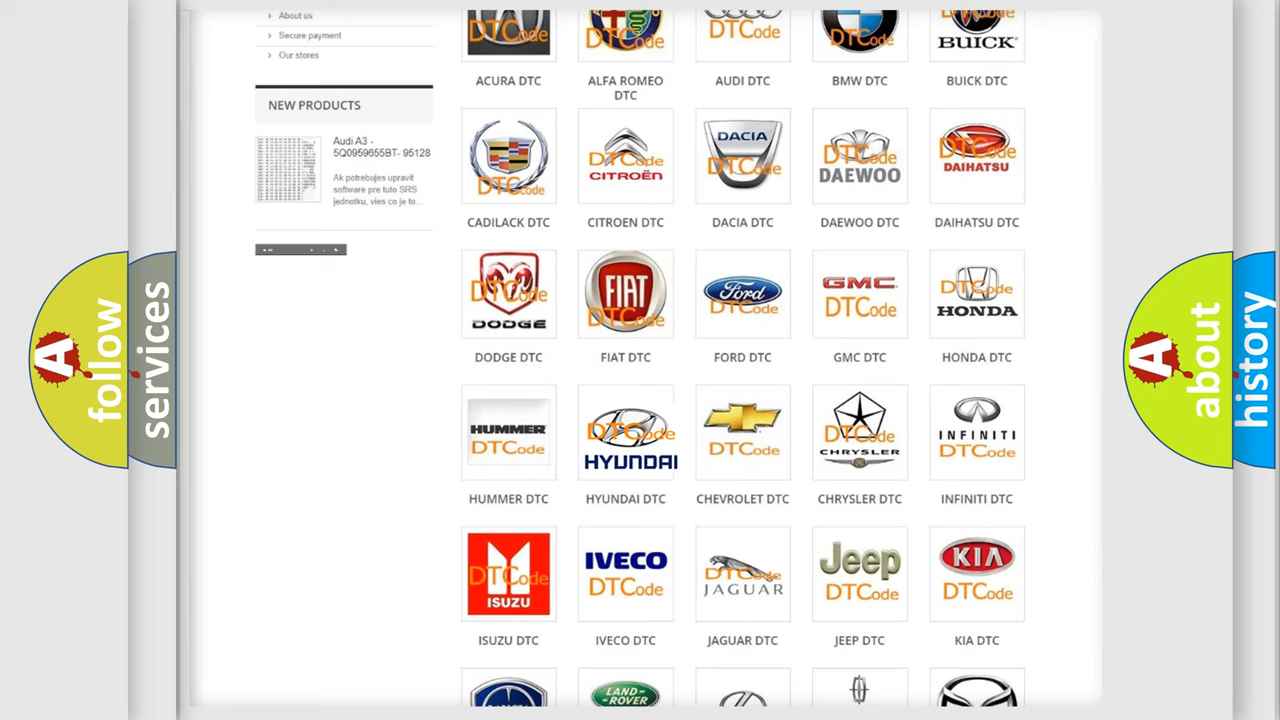 About us
Secure payment
Our stores
NEW PRODUCTS
Audi A3 -
5Q0959655BT- 95128
Ak potrebujes upravit
software pre tuto SRS
jednotku, vies co je to...
DTCode DTCode DTCode DTCode BUICK
ACURA DTC ALFA ROMEO DTC AUDI DTC BMW DTC BUICK DTC
DTCode
DTCode CITROËN
DACIA DTCode
DTCode DAEWOO
DTCode DAIHATSU
CADILACK DTC CITROEN DTC DACIA DTC DAEWOO DTC DAIHATSU DTC
DTCode DODGE
FIAT DTCode
Ford DTCode
GMC DTCode
DTCode HONDA
DODGE DTC FIAT DTC FORD DTC GMC DTC HONDA DTC
HUMMER DTCode
DTCode HYUNDAI
DTCode
DTCode CHRYSLER
INFINITI DTCode
HUMMER DTC HYUNDAI DTC CHEVROLET DTC CHRYSLER DTC INFINITI DTC
DTCode ISUZU
IVECO DTCode
DTCode JAGUAR
Jeep DTCode
KIA DTCode
ISUZU DTC IVECO DTC JAGUAR DTC JEEP DTC KIA DTC
LAND-
ROVER
A
follow
services
A
about
history